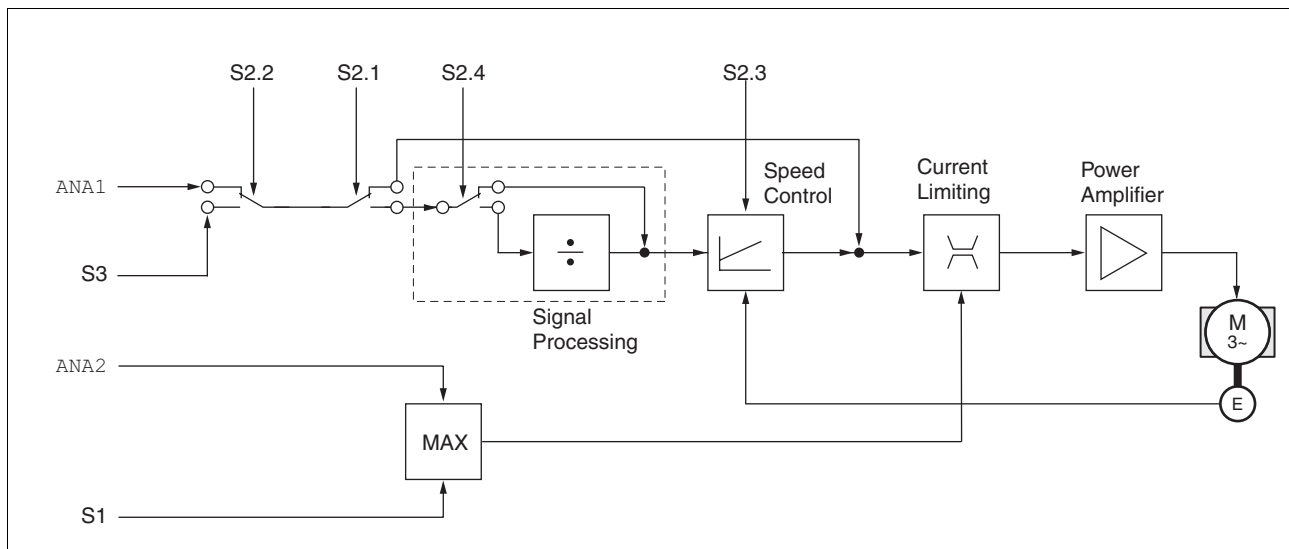 S2.2
S2.1
S2.4
S2.3
ANA1
Speed
Control
Current
Limiting
Power
Amplifier
S3
Signal
Processing
M
3~
ANA2
E
MAX
S1